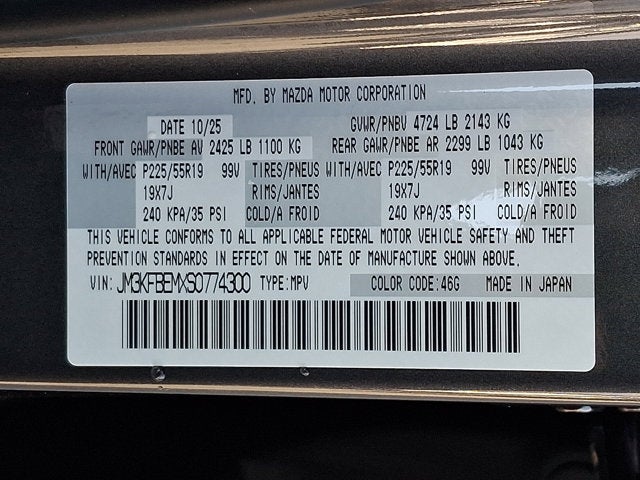 MFD. BY MAZDA MOTOR CORPORATION
DATE 10/25 GVWR/PNBV 4724 LB 2143 KG
FRONT GAWR/PNBE AV 2425 LB 1100 KG REAR GAWR/PNBE AR 2299 LB 1043 KG
WITH/AVEC P225/55R19 99V TIRES/PNEUS WITH/AVEC P225/55R19 99V TIRES/PNEUS
19X7J RIMS/JANTES 19X7J RIMS/JANTES
240 KPA/35 PSI COLD/A FROID 240 KPA/35 PSI COLD/A FROID
THIS VEHICLE CONFORMS TO ALL APPLICABLE FEDERAL MOTOR VEHICLE SAFETY AND THEFT
PREVENTION STANDARDS IN EFFECT ON THE DATE OF MANUFACTURE SHOWN ABOVE.
VIN: JM3KFBEMXS0774300 TYPE:MPV COLOR CODE:46G MADE IN JAPAN